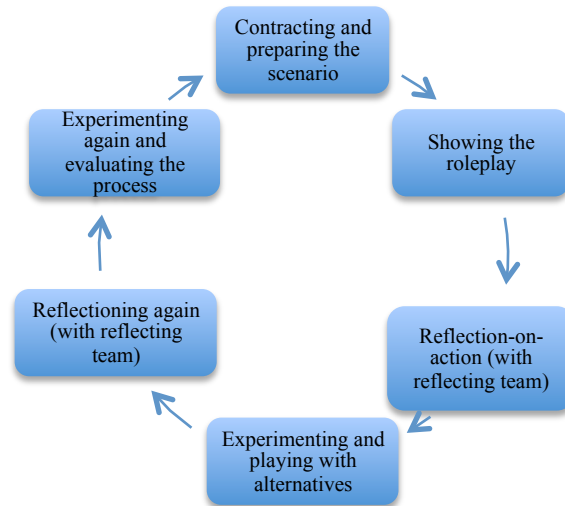 Contracting and
preparing the
scenario
Showing the
roleplay
Reflection-on-
action (with
reflecting team)
Experimenting and
playing with
alternatives
Reflectioning again
(with reflecting
team)
Experimenting
again and
evaluating the
process